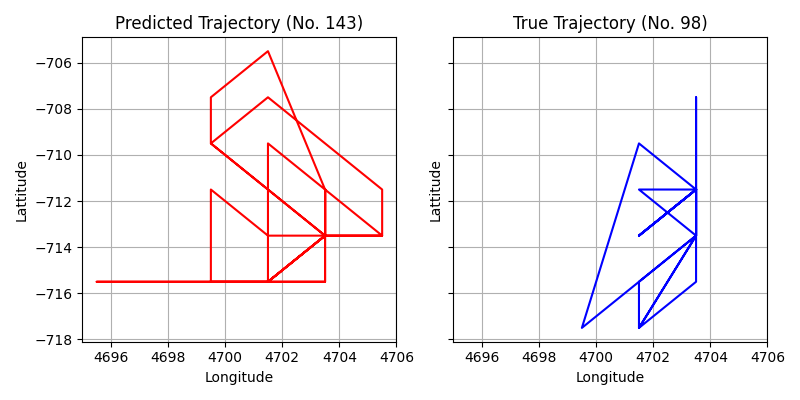 Predicted Trajectory (No. 143)
True Trajectory (No. 98)
−706
−708
−710
−712
−714
−716
−718
Lattitude
Lattitude
4696 4698 4700 4702 4704 4706
4696 4698 4700 4702 4704 4706
Longitude
Longitude